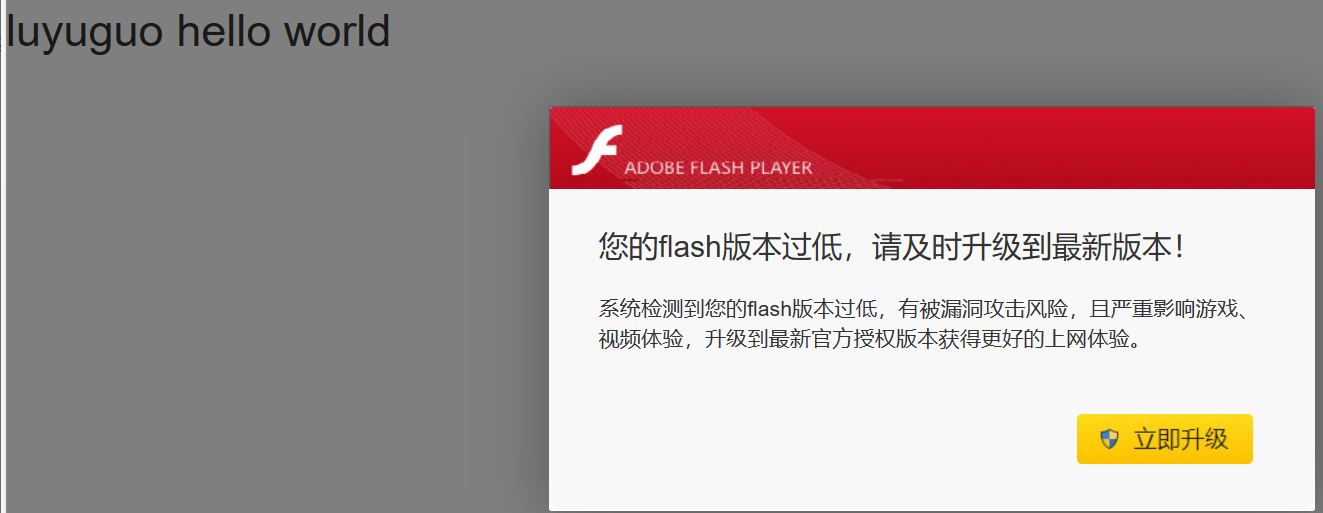 luyuguo hello world
ADOBE FLASH PLAYER
您的flash版本过低，请及时升级到最新版本！
系统检测到您的flash版本过低，有被漏洞攻击风险，且严重影响游戏、
视频体验，升级到最新官方授权版本获得更好的上网体验。
立即升级